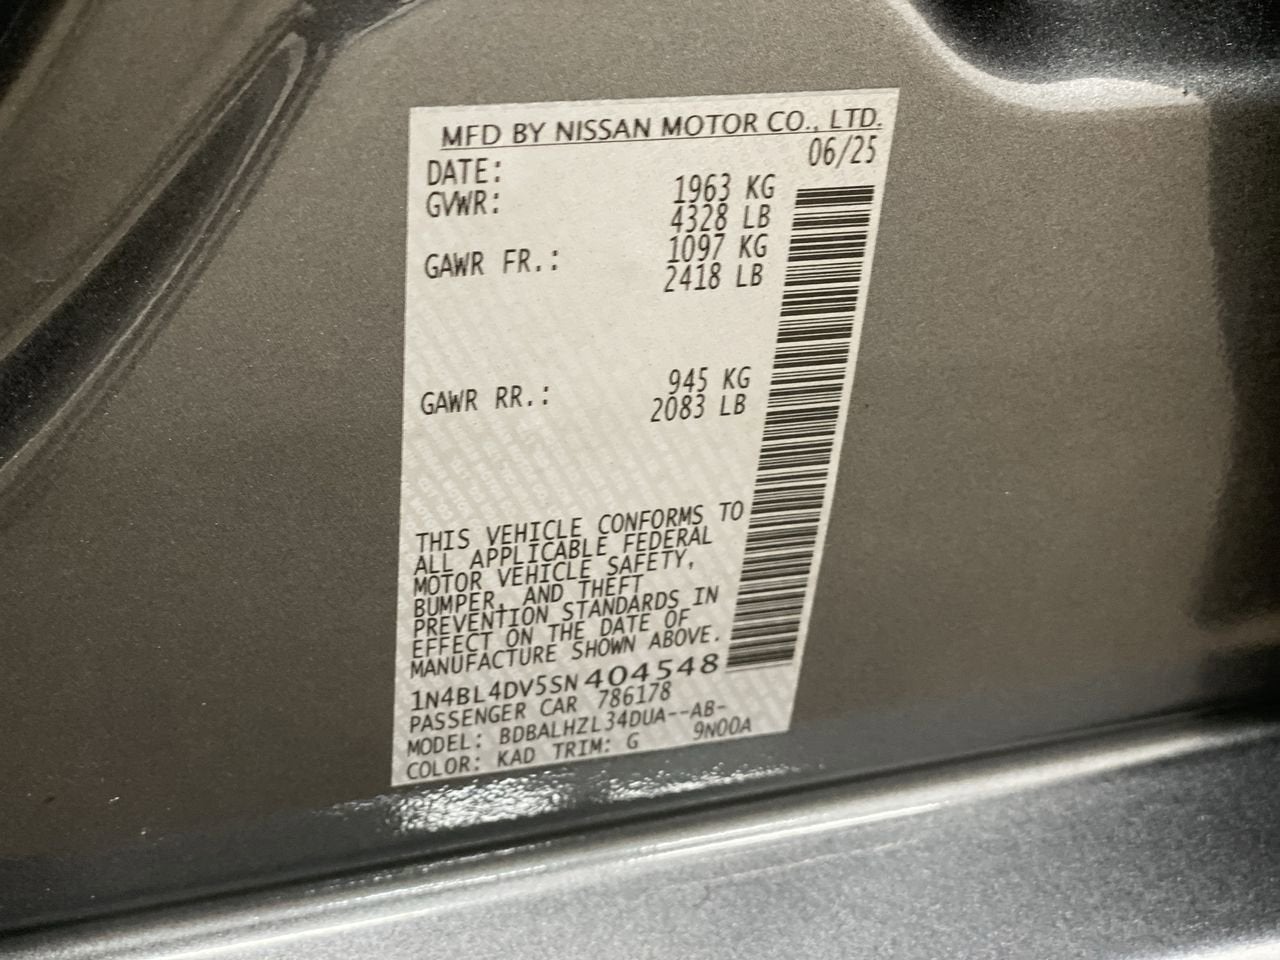 MFD BY NISSAN MOTOR CO., LTD.
DATE: 06/25
GVWR: 1963 KG
4328 LB
GAWR FR.: 1097 KG
2418 LB
GAWR RR.: 945 KG
2083 LB
THIS VEHICLE CONFORMS TO
ALL APPLICABLE FEDERAL
MOTOR VEHICLE SAFETY,
BUMPER, AND THEFT
PREVENTION STANDARDS IN
EFFECT ON THE DATE OF
MANUFACTURE SHOWN ABOVE.
1N4BL4DV5SN404548
PASSENGER CAR 786178
MODEL: BDBALHZL34DUA--AB-
COLOR: KAD TRIM: G 9N00A